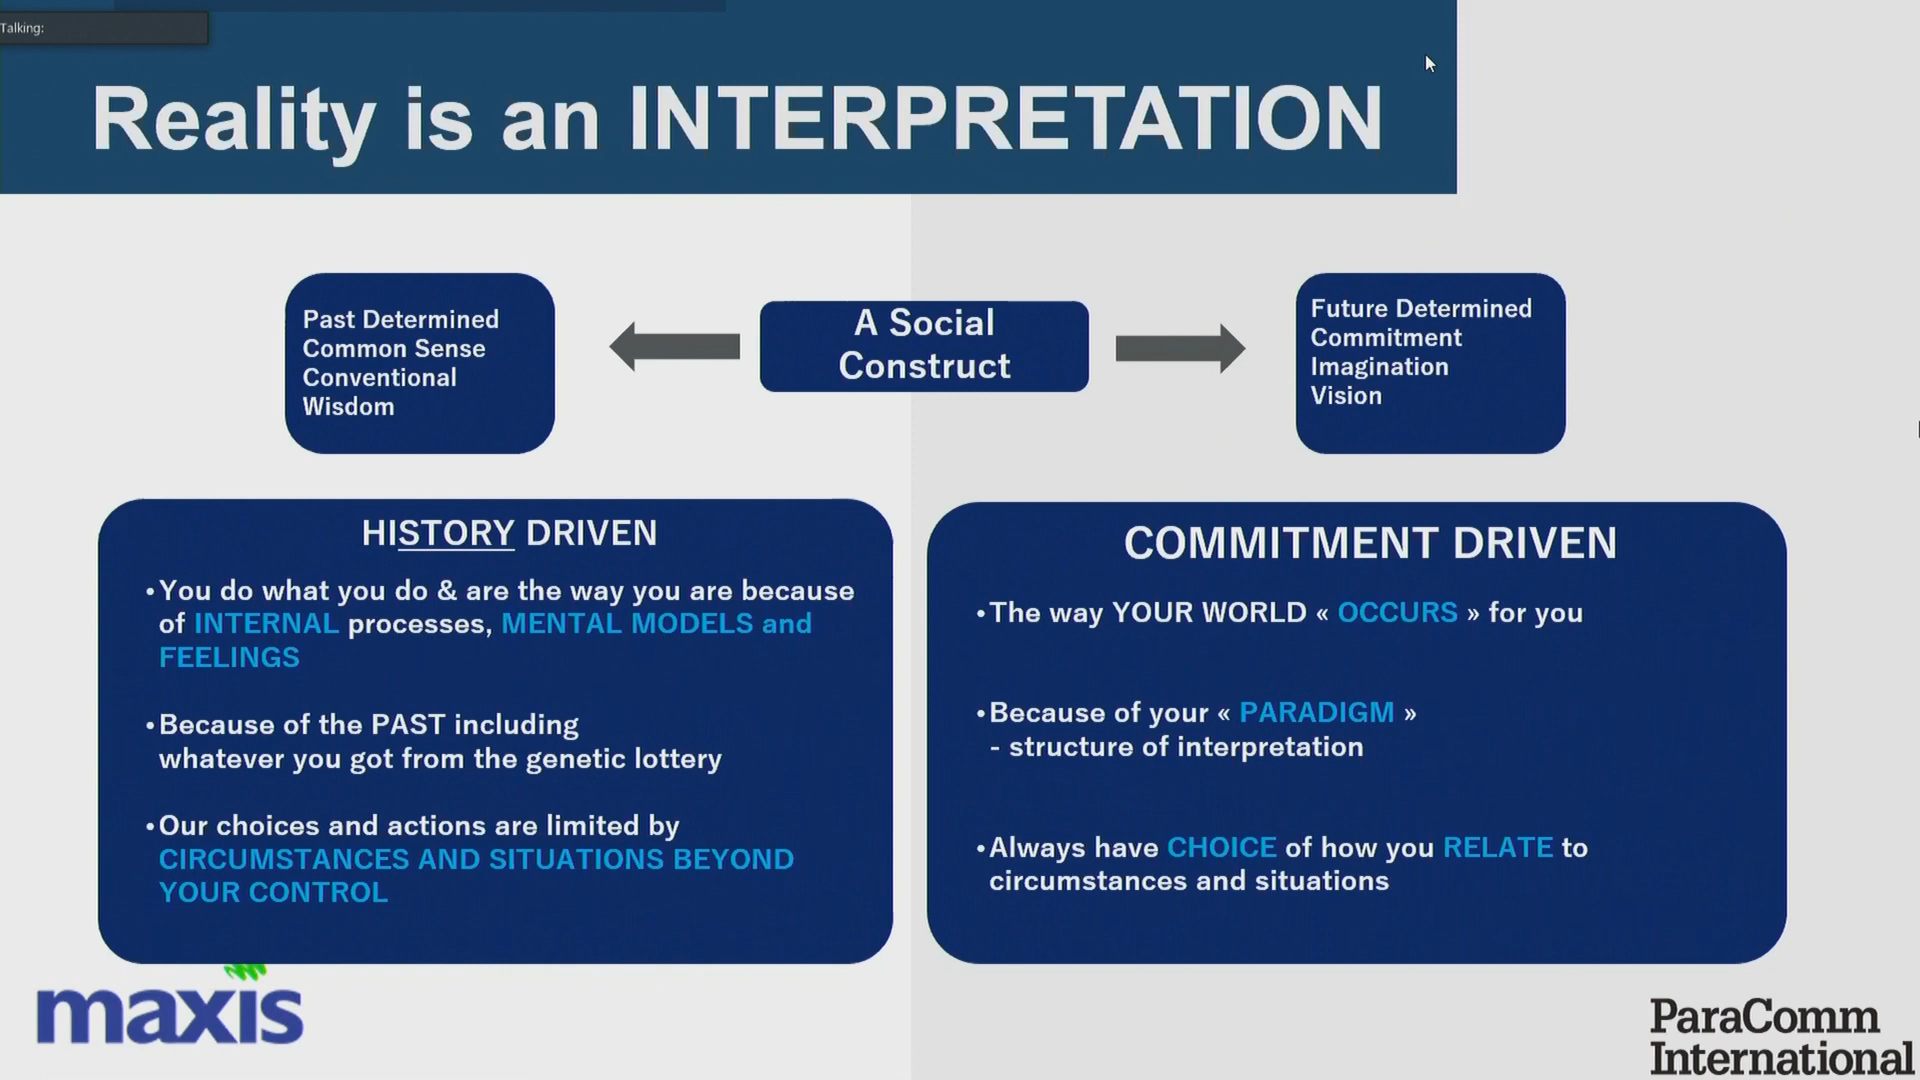 Talking:
Reality is an INTERPRETATION
Past Determined
Common Sense
Conventional
Wisdom
A Social
Construct
Future Determined
Commitment
Imagination
Vision
HISTORY DRIVEN
•You do what you do & are the way you are because
of INTERNAL processes, MENTAL MODELS and
FEELINGS
•Because of the PAST including
whatever you got from the genetic lottery
•Our choices and actions are limited by
CIRCUMSTANCES AND SITUATIONS BEYOND
YOUR CONTROL
COMMITMENT DRIVEN
•The way YOUR WORLD « OCCURS » for you
•Because of your « PARADIGM »
- structure of interpretation
•Always have CHOICE of how you RELATE to
circumstances and situations
maxis
ParaComm
International